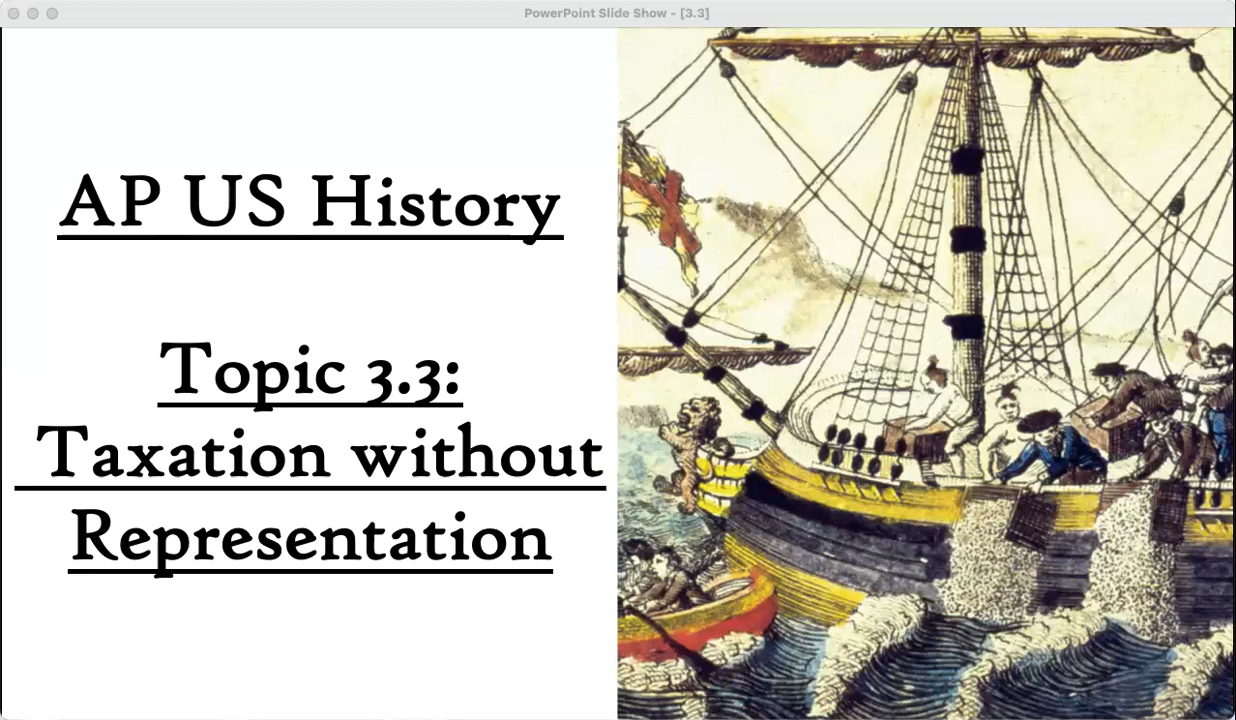 PowerPoint Slide Show - [3.3]
AP US History
Topic 3.3:
Taxation without
Representation